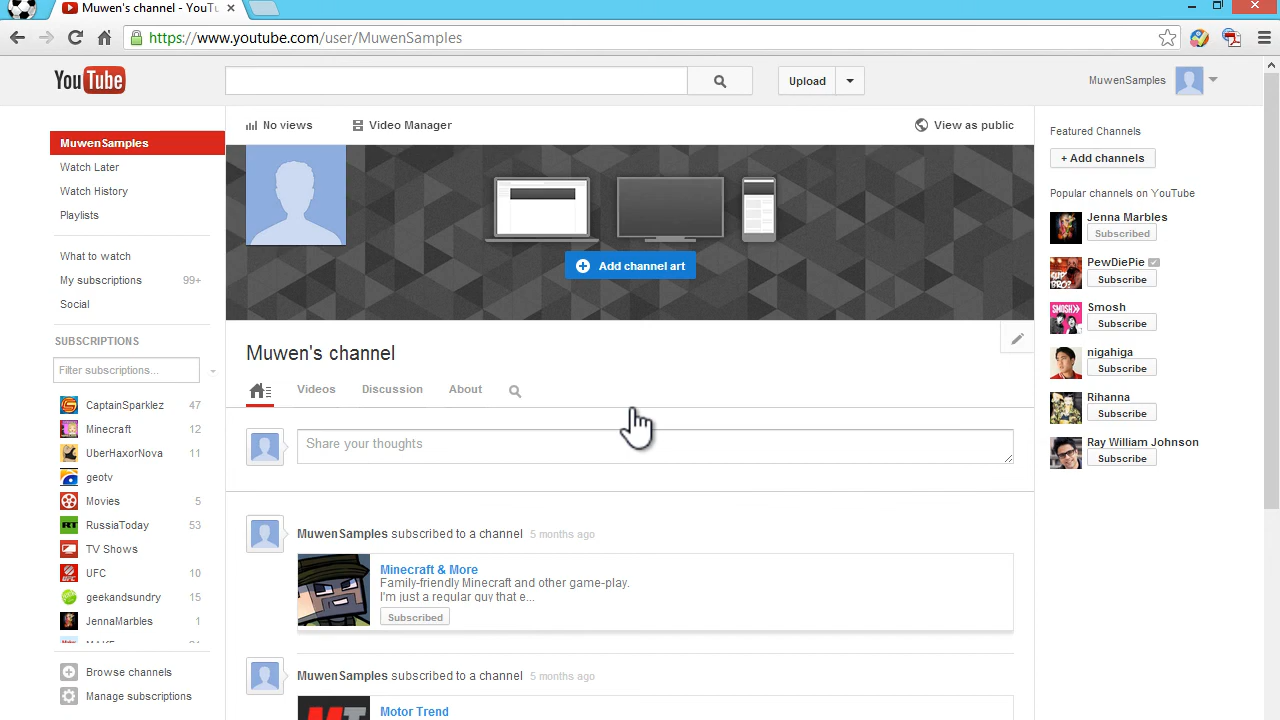 Muwen's channel - YouTu
https://www.youtube.com/user/MuwenSamples
YouTube
Upload
MuwenSamples
MuwenSamples
Watch Later
Watch History
Playlists
What to watch
My subscriptions 99+
Social
SUBSCRIPTIONS
Filter subscriptions...
CaptainSparklez 47
Minecraft 12
UberHaxorNova 11
geotv
Movies 5
RT RussiaToday 53
TV Shows
UFC UFC 10
geekandsundry 15
JennaMarbles 1
Browse channels
Manage subscriptions
No views
Video Manager
View as public
Add channel art
Muwen's channel
Videos
Discussion
About
Share your thoughts
MuwenSamples subscribed to a channel 5 months ago
Minecraft & More
Family-friendly Minecraft and other game-play.
I'm just a regular guy that e...
Subscribed
MuwenSamples subscribed to a channel 5 months ago
Motor Trend
Featured Channels
+ Add channels
Popular channels on YouTube
Jenna Marbles
Subscribed
PewDiePie
Subscribe
SMOSH
Smosh
Subscribe
nigahiga
Subscribe
Rihanna
Subscribe
Ray William Johnson
Subscribe